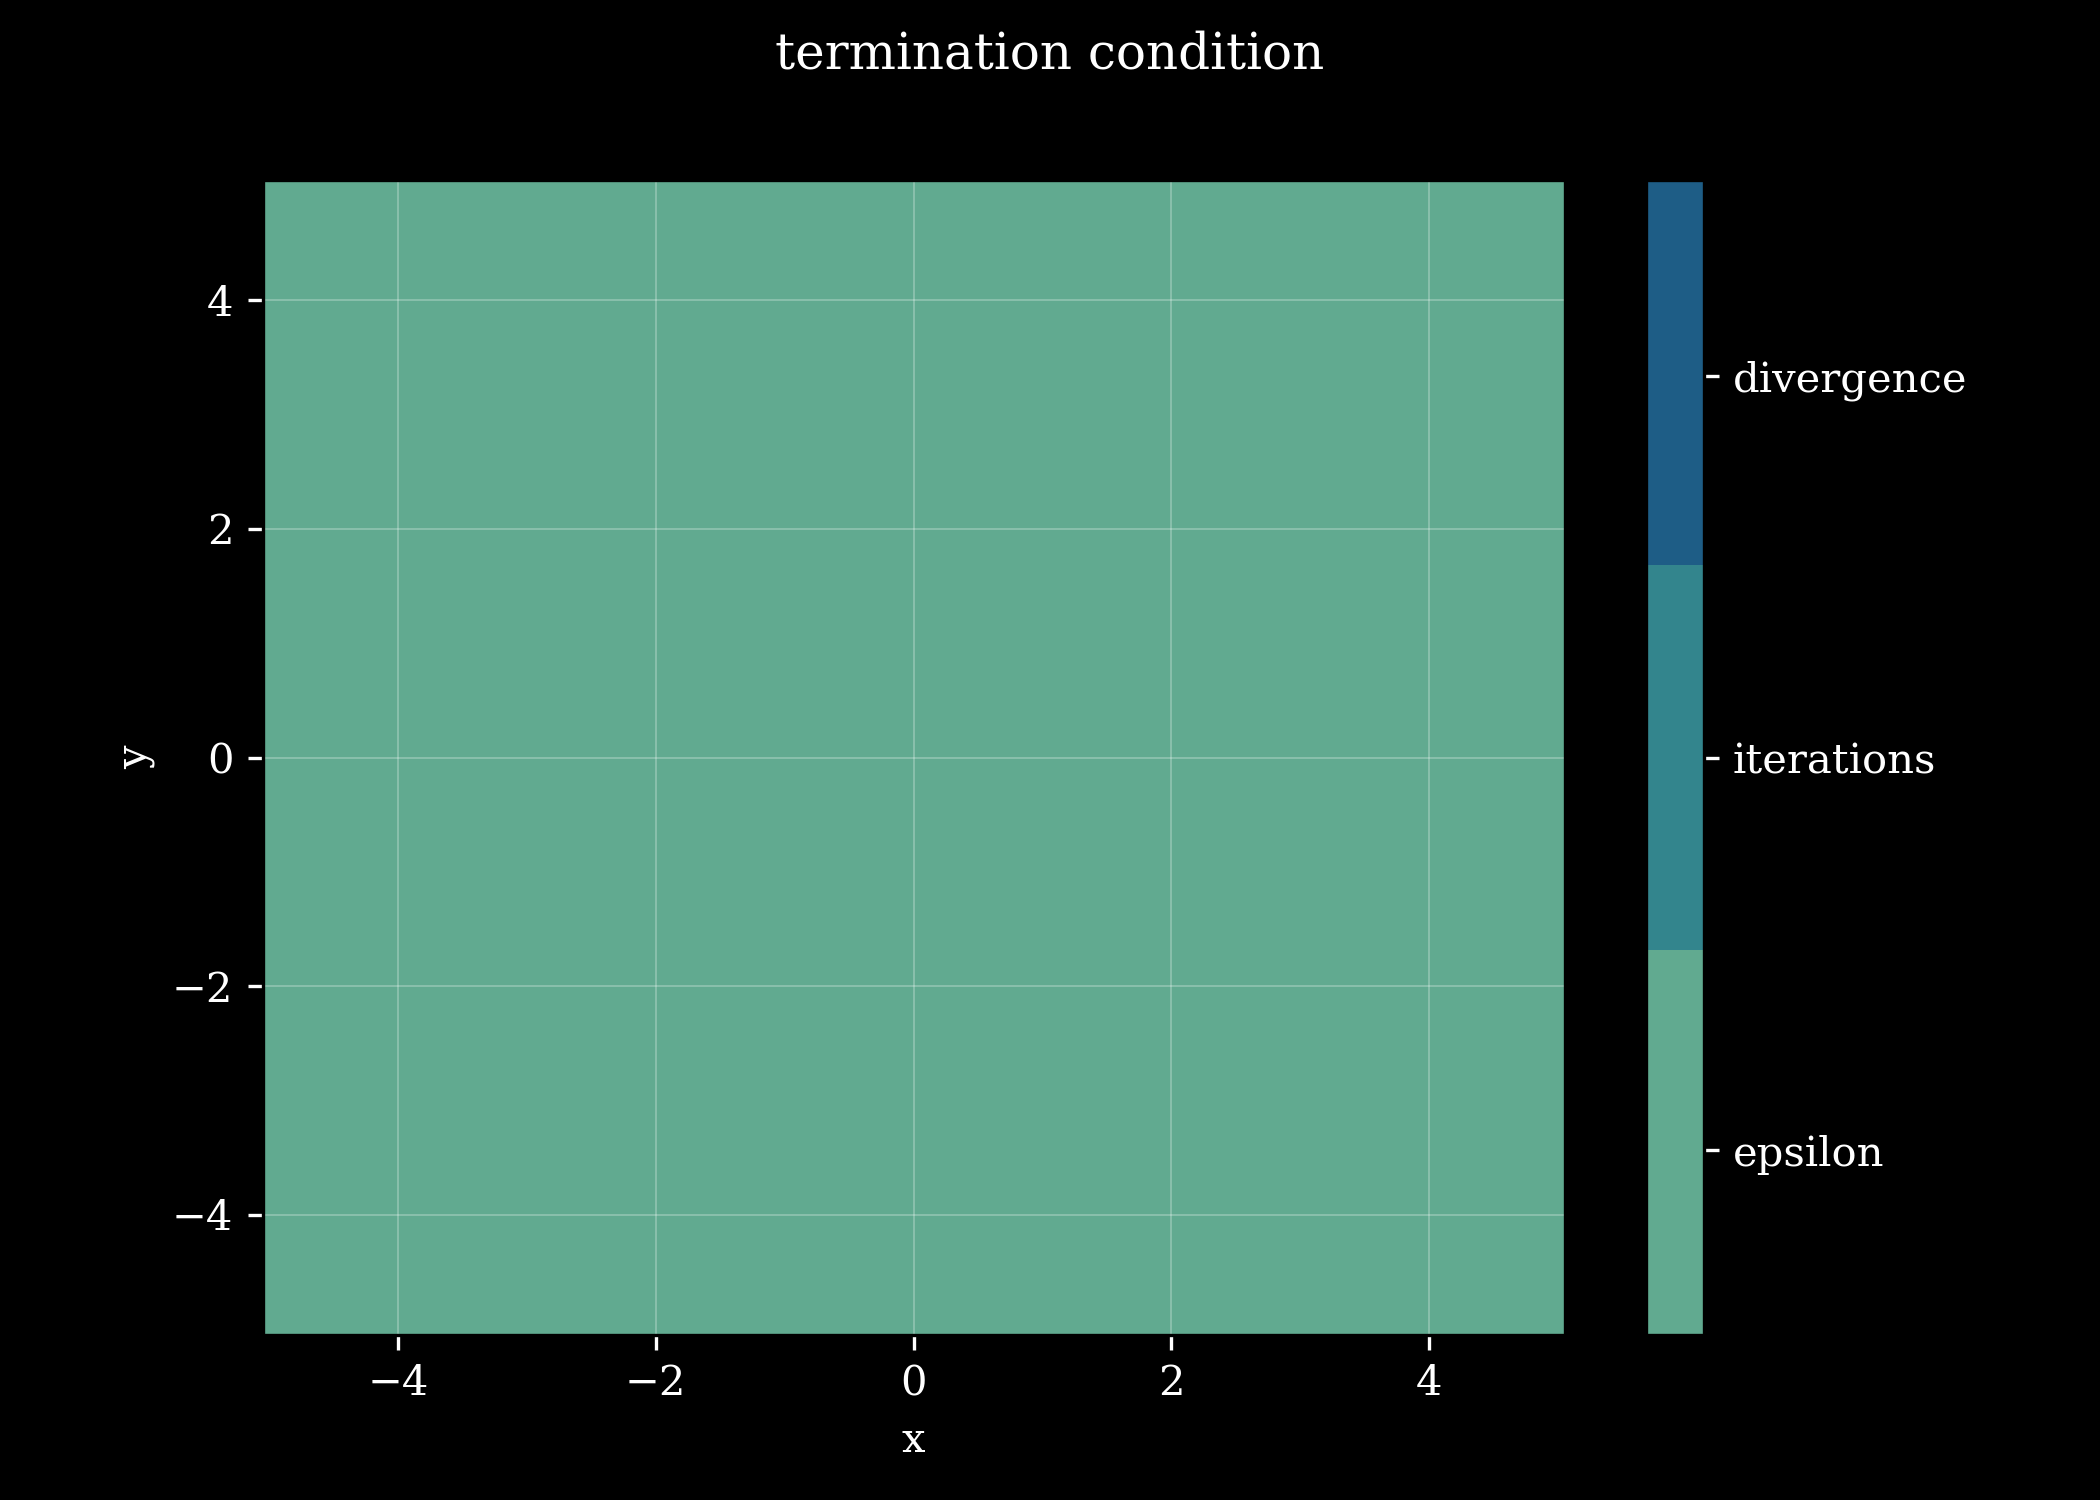 termination condition
4
2
0
−2
−4
y
−4 −2 0 2 4
x
divergence
iterations
epsilon